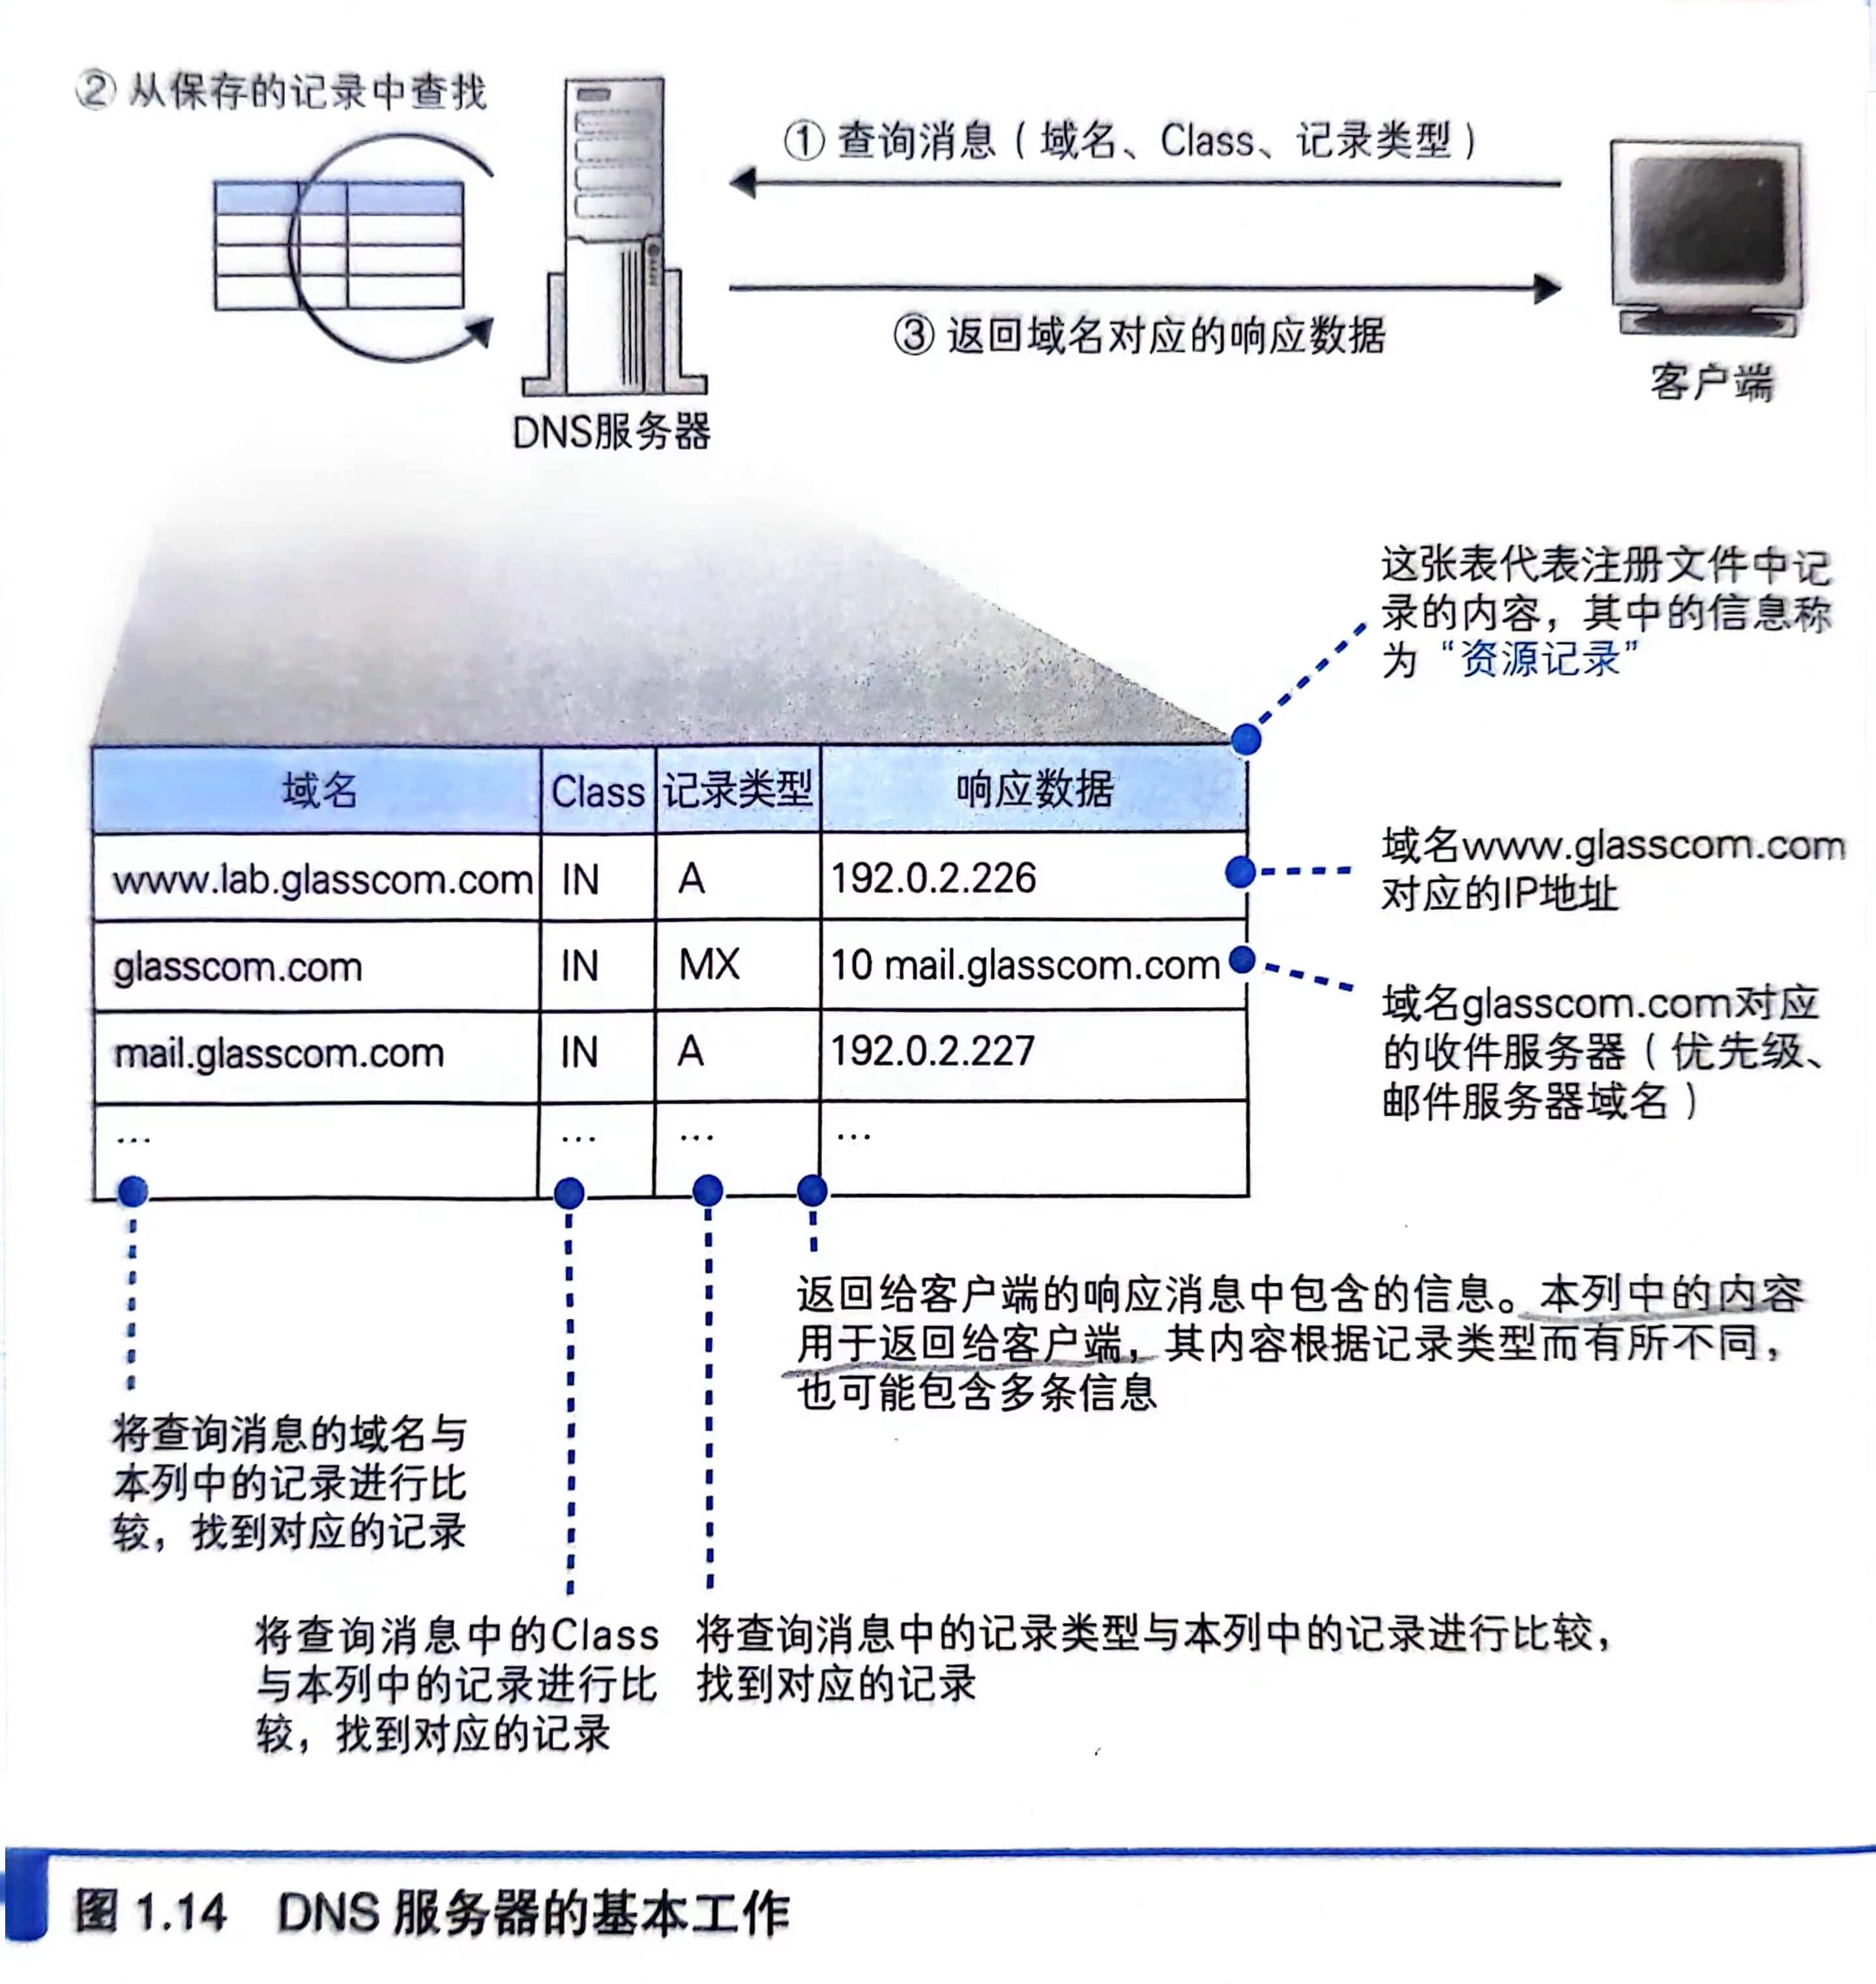 ② 从保存的记录中查找
① 查询消息（域名、Class、记录类型）
③ 返回域名对应的响应数据
DNS服务器
客户端
这张表代表注册文件中记
录的内容，其中的信息称
为“资源记录”
域名 Class 记录类型 响应数据
www.lab.glasscom.com IN A 192.0.2.226
glasscom.com IN MX 10 mail.glasscom.com
mail.glasscom.com IN A 192.0.2.227
… … … …
域名www.glasscom.com
对应的IP地址
域名glasscom.com对应
的收件服务器（优先级、
邮件服务器域名）
返回给客户端的响应消息中包含的信息。本列中的内容
用于返回给客户端，其内容根据记录类型而有所不同，
也可能包含多条信息
将查询消息的域名与
本列中的记录进行比
较，找到对应的记录
将查询消息中的Class
与本列中的记录进行比
较，找到对应的记录
将查询消息中的记录类型与本列中的记录进行比较，
找到对应的记录
图 1.14 DNS 服务器的基本工作